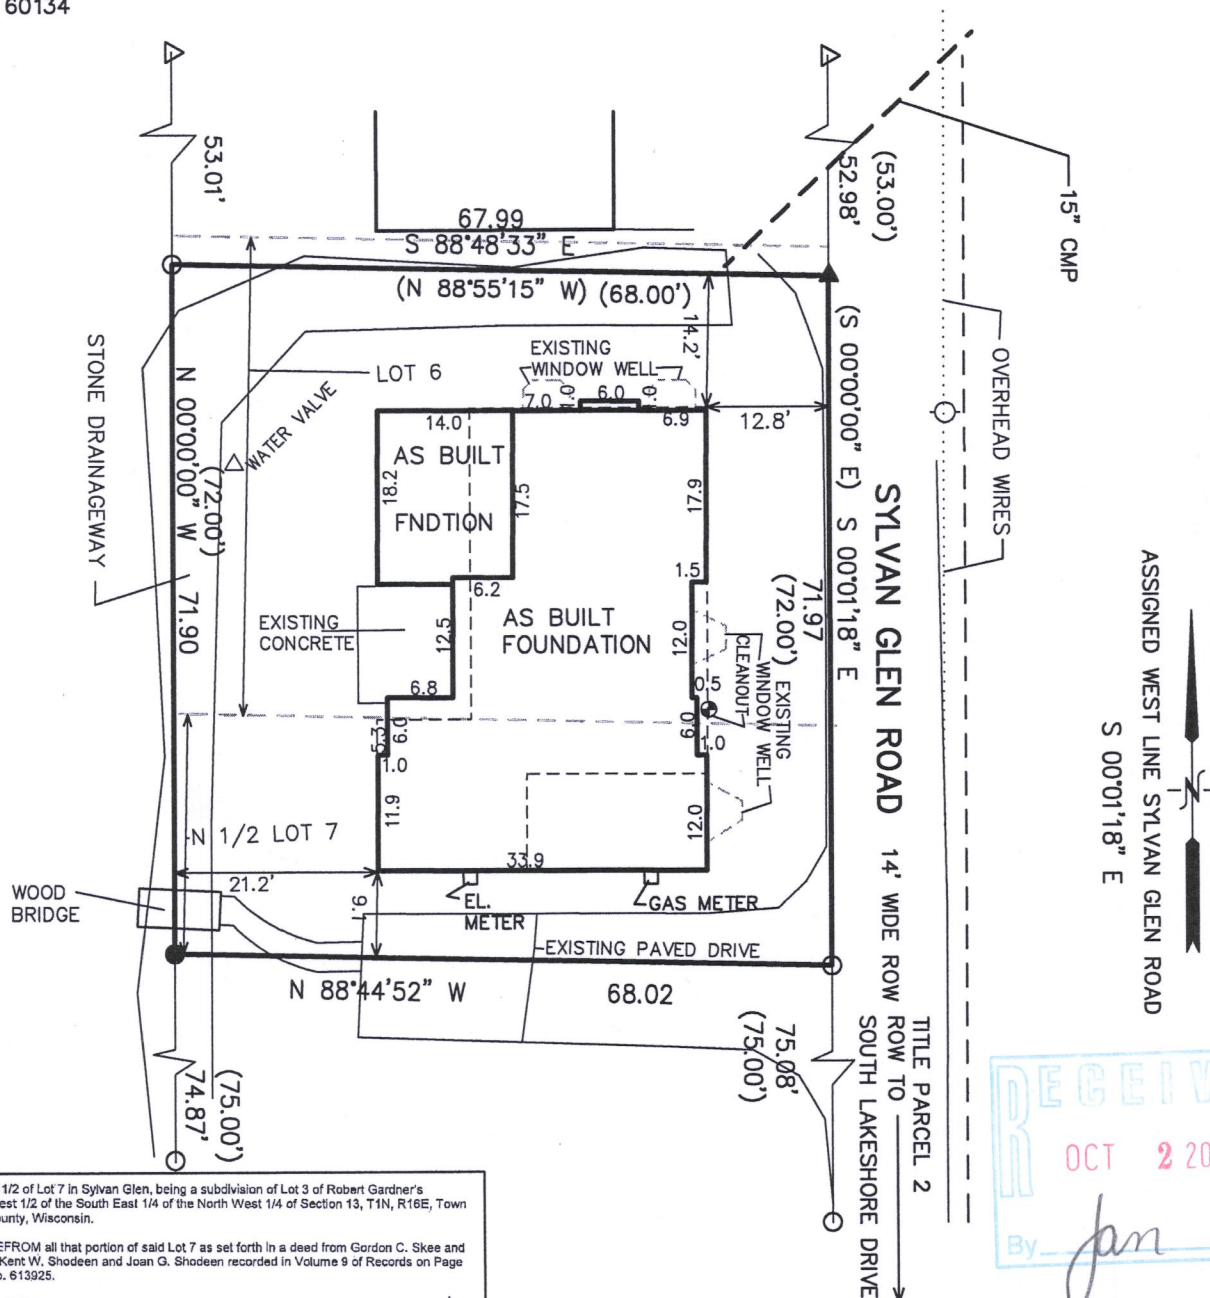 60134
53.01'
(53.00')
52.98'
15" CMP
67.99
S 88°48'33" E
(N 88°55'15" W) (68.00')
14.2'
EXISTING
WINDOW WELL
LOT 6
WATER VALVE
STONE DRAINAGEWAY
N 00°00'00" W 71.90
(72.00')
7.0
6.0
6.9
12.8'
14.0
AS BUILT
FNDTION
18.2
17.5
17.9
OVERHEAD WIRES
(S 00°00'00" E) S 00°01'18" E
71.97
(72.00')
SYLVAN GLEN ROAD 14' WIDE ROW
1.5
6.2
EXISTING
CONCRETE
12.5
AS BUILT
FOUNDATION
12.0
EXISTING
WINDOW WELL
CLEANOUT
0.5
6.8
6.0
5.3
6.0
1.0
1.0
11.9
12.0
N 1/2 LOT 7
33.9
21.2'
9.1
EL.
METER
GAS METER
WOOD
BRIDGE
EXISTING PAVED DRIVE
N 88°44'52" W 68.02
75.08'
(75.00')
(75.00')
74.87'
TITLE PARCEL 2
ROW TO
SOUTH LAKESHORE DRIVE
ASSIGNED WEST LINE SYLVAN GLEN ROAD
S 00°01'18" E
N
RECEIV
OCT 2 20
By Jan
1/2 of Lot 7 in Sylvan Glen, being a subdivision of Lot 3 of Robert Gardner's
est 1/2 of the South East 1/4 of the North West 1/4 of Section 13, T1N, R16E, Town
ounty, Wisconsin.
EFROM all that portion of said Lot 7 as set forth in a deed from Gordon C. Skee and
Kent W. Shodeen and Joan G. Shodeen recorded in Volume 9 of Records on Page
o. 613925.